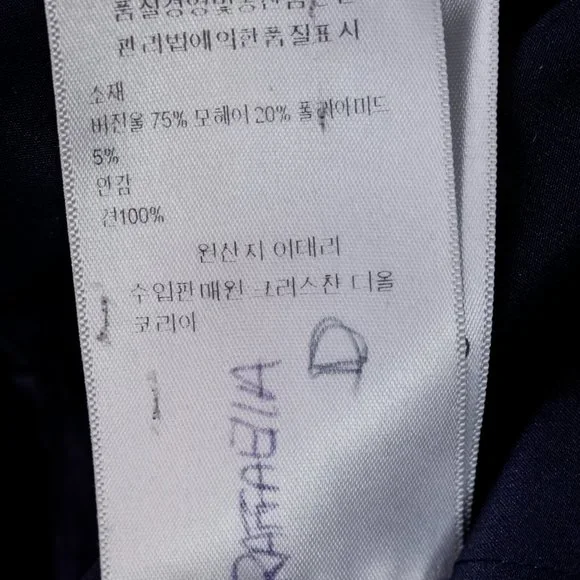 관리법에의한품질표시
소재
버진울 75% 모헤어 20% 폴리아미드
5%
안감
견100%
원산지 이태리
수입판매원 크리스찬 디올
코리아
D
RAFFAELLA